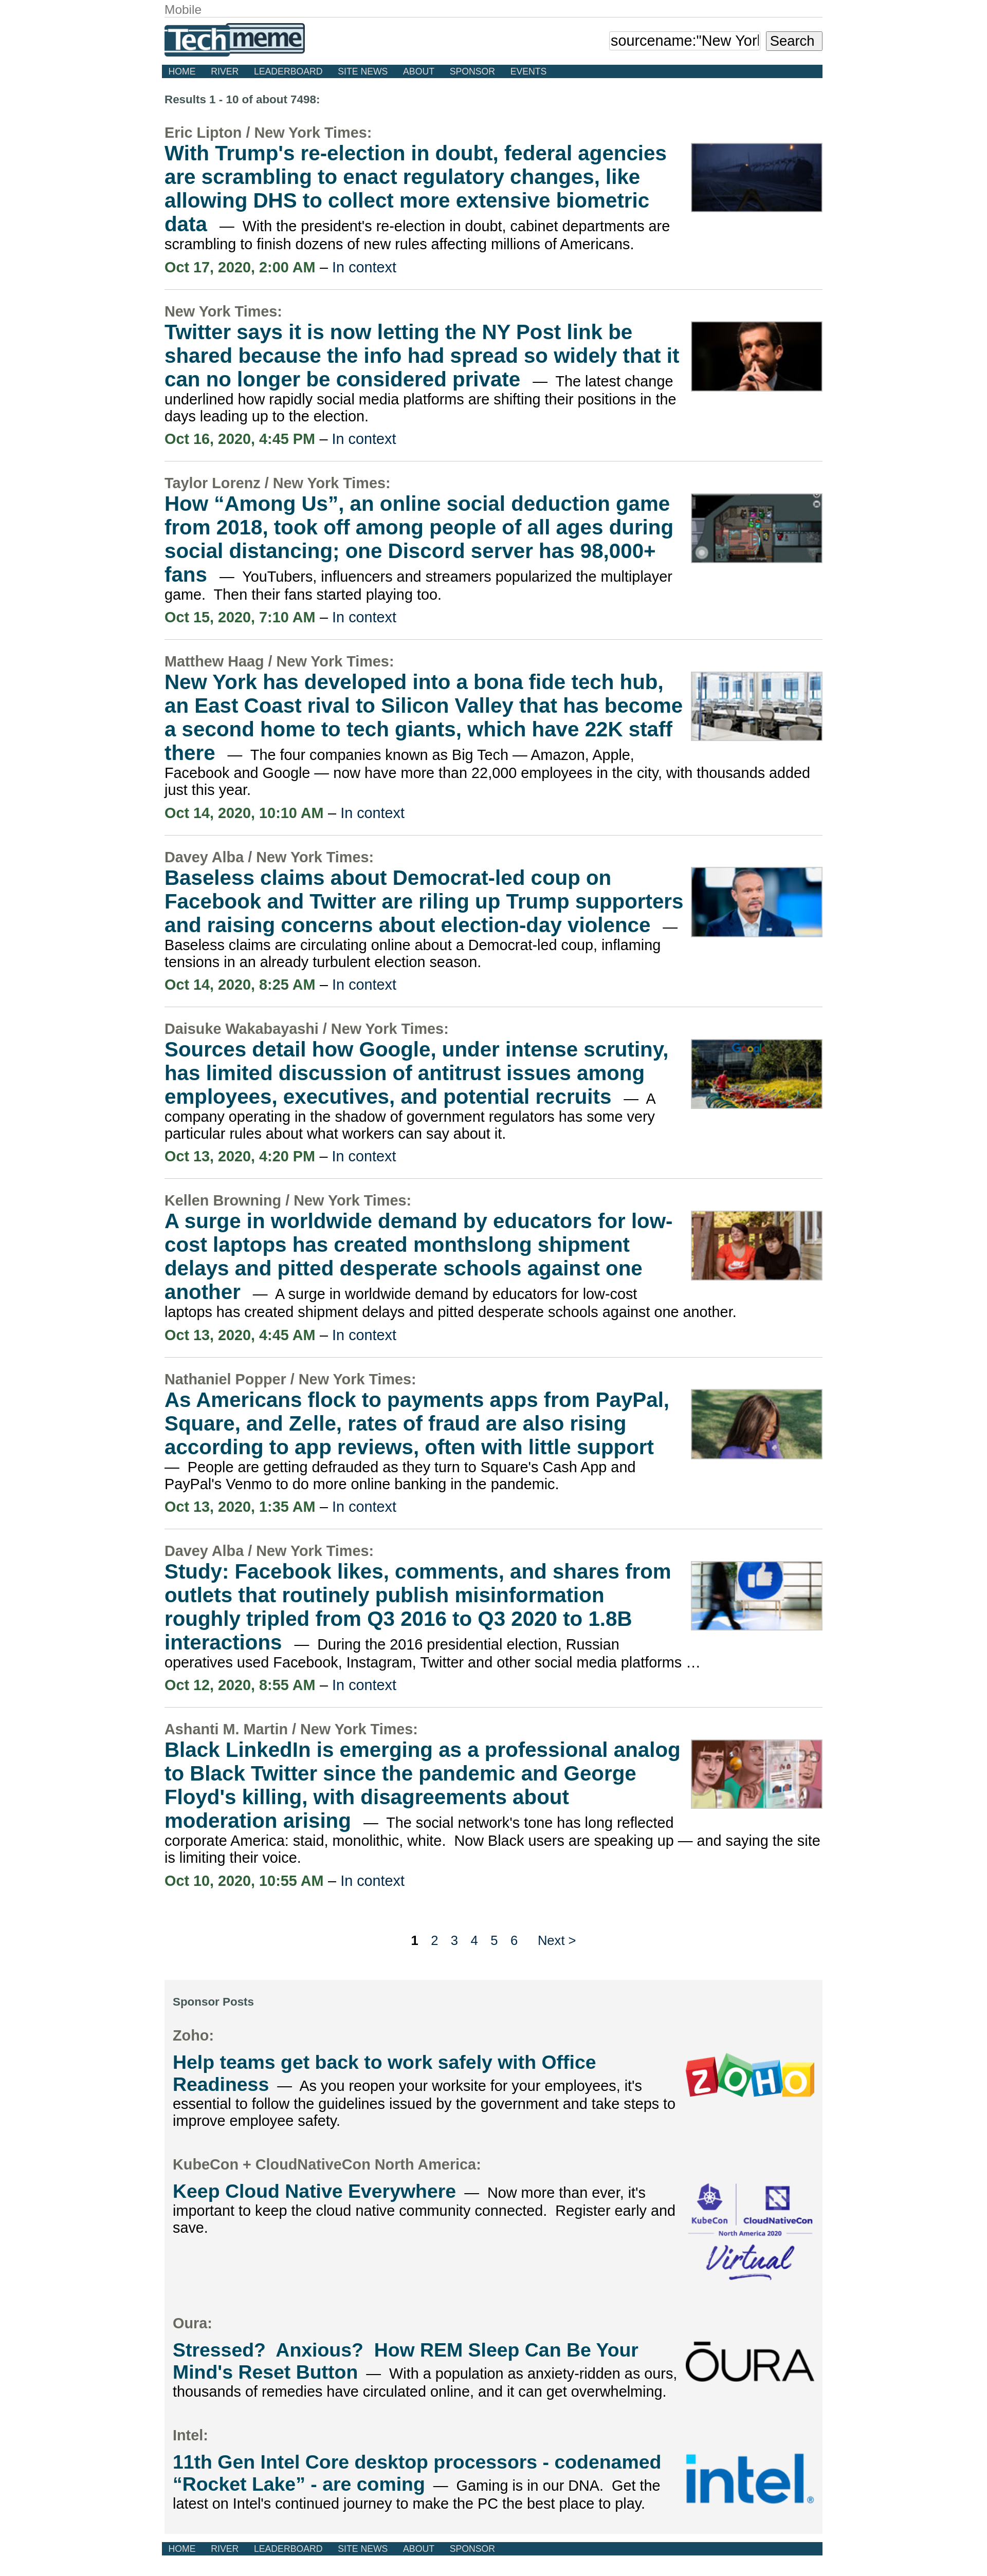 Mobile
Techmeme
sourcename:"New Yor
Search
HOME RIVER LEADERBOARD SITE NEWS ABOUT SPONSOR EVENTS
Results 1 - 10 of about 7498:
Eric Lipton / New York Times:
With Trump's re-election in doubt, federal agencies
are scrambling to enact regulatory changes, like
allowing DHS to collect more extensive biometric
data — With the president's re-election in doubt, cabinet departments are
scrambling to finish dozens of new rules affecting millions of Americans.
Oct 17, 2020, 2:00 AM – In context
New York Times:
Twitter says it is now letting the NY Post link be
shared because the info had spread so widely that it
can no longer be considered private — The latest change
underlined how rapidly social media platforms are shifting their positions in the
days leading up to the election.
Oct 16, 2020, 4:45 PM – In context
Taylor Lorenz / New York Times:
How “Among Us”, an online social deduction game
from 2018, took off among people of all ages during
social distancing; one Discord server has 98,000+
fans — YouTubers, influencers and streamers popularized the multiplayer
game. Then their fans started playing too.
Oct 15, 2020, 7:10 AM – In context
Matthew Haag / New York Times:
New York has developed into a bona fide tech hub,
an East Coast rival to Silicon Valley that has become
a second home to tech giants, which have 22K staff
there — The four companies known as Big Tech — Amazon, Apple,
Facebook and Google — now have more than 22,000 employees in the city, with thousands added
just this year.
Oct 14, 2020, 10:10 AM – In context
Davey Alba / New York Times:
Baseless claims about Democrat-led coup on
Facebook and Twitter are riling up Trump supporters
and raising concerns about election-day violence —
Baseless claims are circulating online about a Democrat-led coup, inflaming
tensions in an already turbulent election season.
Oct 14, 2020, 8:25 AM – In context
Daisuke Wakabayashi / New York Times:
Sources detail how Google, under intense scrutiny,
has limited discussion of antitrust issues among
employees, executives, and potential recruits — A
company operating in the shadow of government regulators has some very
particular rules about what workers can say about it.
Oct 13, 2020, 4:20 PM – In context
Kellen Browning / New York Times:
A surge in worldwide demand by educators for low-
cost laptops has created monthslong shipment
delays and pitted desperate schools against one
another — A surge in worldwide demand by educators for low-cost
laptops has created shipment delays and pitted desperate schools against one another.
Oct 13, 2020, 4:45 AM – In context
Nathaniel Popper / New York Times:
As Americans flock to payments apps from PayPal,
Square, and Zelle, rates of fraud are also rising
according to app reviews, often with little support
— People are getting defrauded as they turn to Square's Cash App and
PayPal's Venmo to do more online banking in the pandemic.
Oct 13, 2020, 1:35 AM – In context
Davey Alba / New York Times:
Study: Facebook likes, comments, and shares from
outlets that routinely publish misinformation
roughly tripled from Q3 2016 to Q3 2020 to 1.8B
interactions — During the 2016 presidential election, Russian
operatives used Facebook, Instagram, Twitter and other social media platforms …
Oct 12, 2020, 8:55 AM – In context
Ashanti M. Martin / New York Times:
Black LinkedIn is emerging as a professional analog
to Black Twitter since the pandemic and George
Floyd's killing, with disagreements about
moderation arising — The social network's tone has long reflected
corporate America: staid, monolithic, white. Now Black users are speaking up — and saying the site
is limiting their voice.
Oct 10, 2020, 10:55 AM – In context
1 2 3 4 5 6 Next >
Sponsor Posts
Zoho:
Help teams get back to work safely with Office
Readiness — As you reopen your worksite for your employees, it's
essential to follow the guidelines issued by the government and take steps to
improve employee safety.
ZOHO
KubeCon + CloudNativeCon North America:
Keep Cloud Native Everywhere — Now more than ever, it's
important to keep the cloud native community connected. Register early and
save.
KubeCon CloudNativeCon
North America 2020
Virtual
Oura:
Stressed? Anxious? How REM Sleep Can Be Your
Mind's Reset Button — With a population as anxiety-ridden as ours,
thousands of remedies have circulated online, and it can get overwhelming.
ŌURA
Intel:
11th Gen Intel Core desktop processors - codenamed
“Rocket Lake” - are coming — Gaming is in our DNA. Get the
latest on Intel's continued journey to make the PC the best place to play.
intel®
HOME RIVER LEADERBOARD SITE NEWS ABOUT SPONSOR